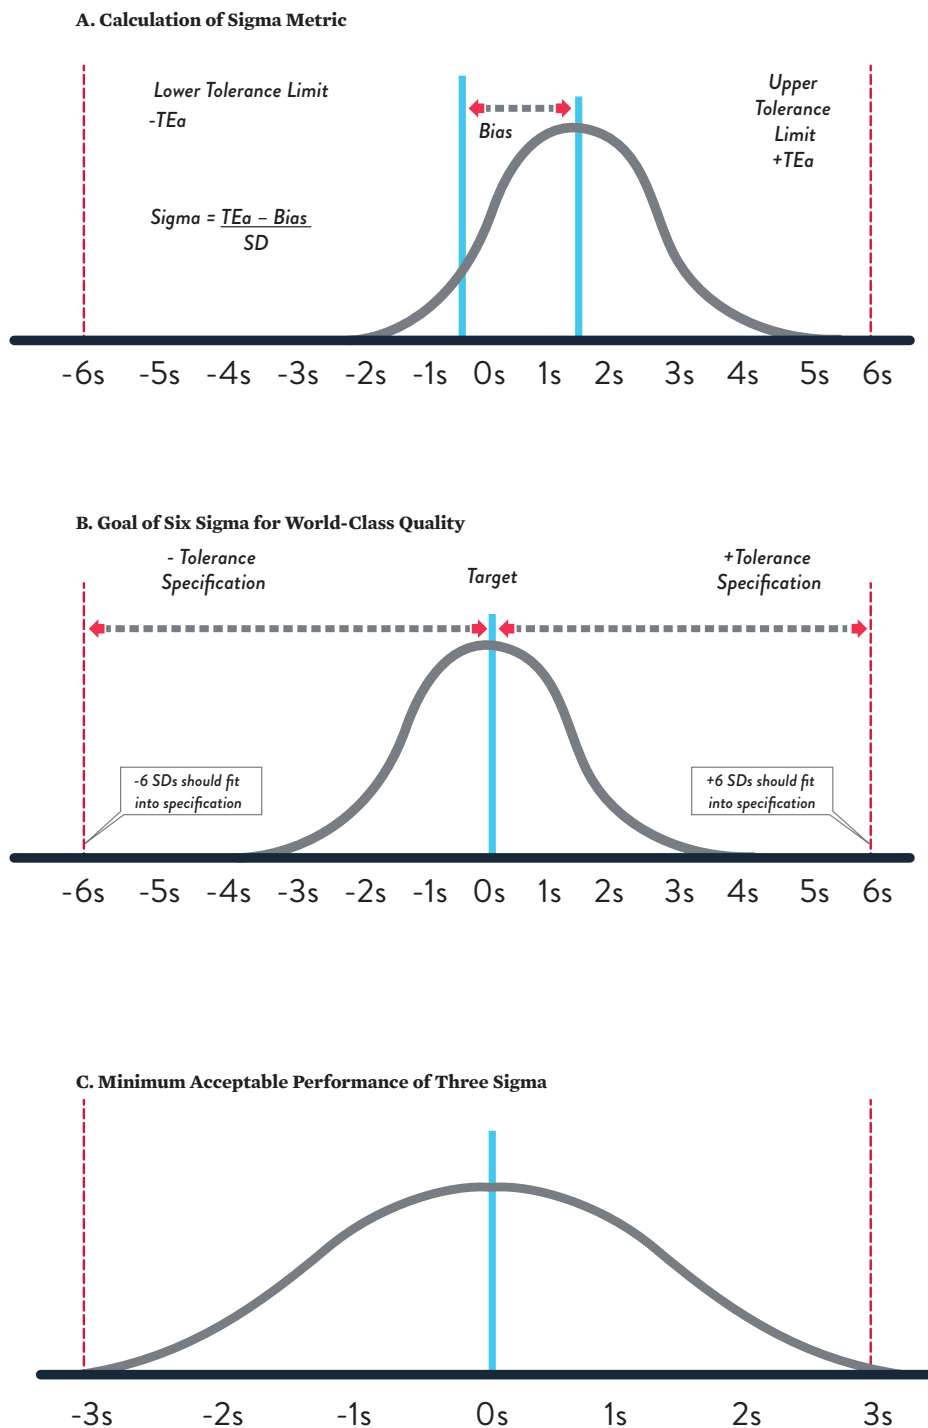 A. Calculation of Sigma Metric
Lower Tolerance Limit
-TEa
Upper
Tolerance
Limit
+TEa
Bias
Sigma = TEa – Bias
SD
-6s -5s -4s -3s -2s -1s 0s 1s 2s 3s 4s 5s 6s
B. Goal of Six Sigma for World-Class Quality
- Tolerance
Specification
Target
+Tolerance
Specification
-6 SDs should fit
into specification
+6 SDs should fit
into specification
-6s -5s -4s -3s -2s -1s 0s 1s 2s 3s 4s 5s 6s
C. Minimum Acceptable Performance of Three Sigma
-3s -2s -1s 0s 1s 2s 3s